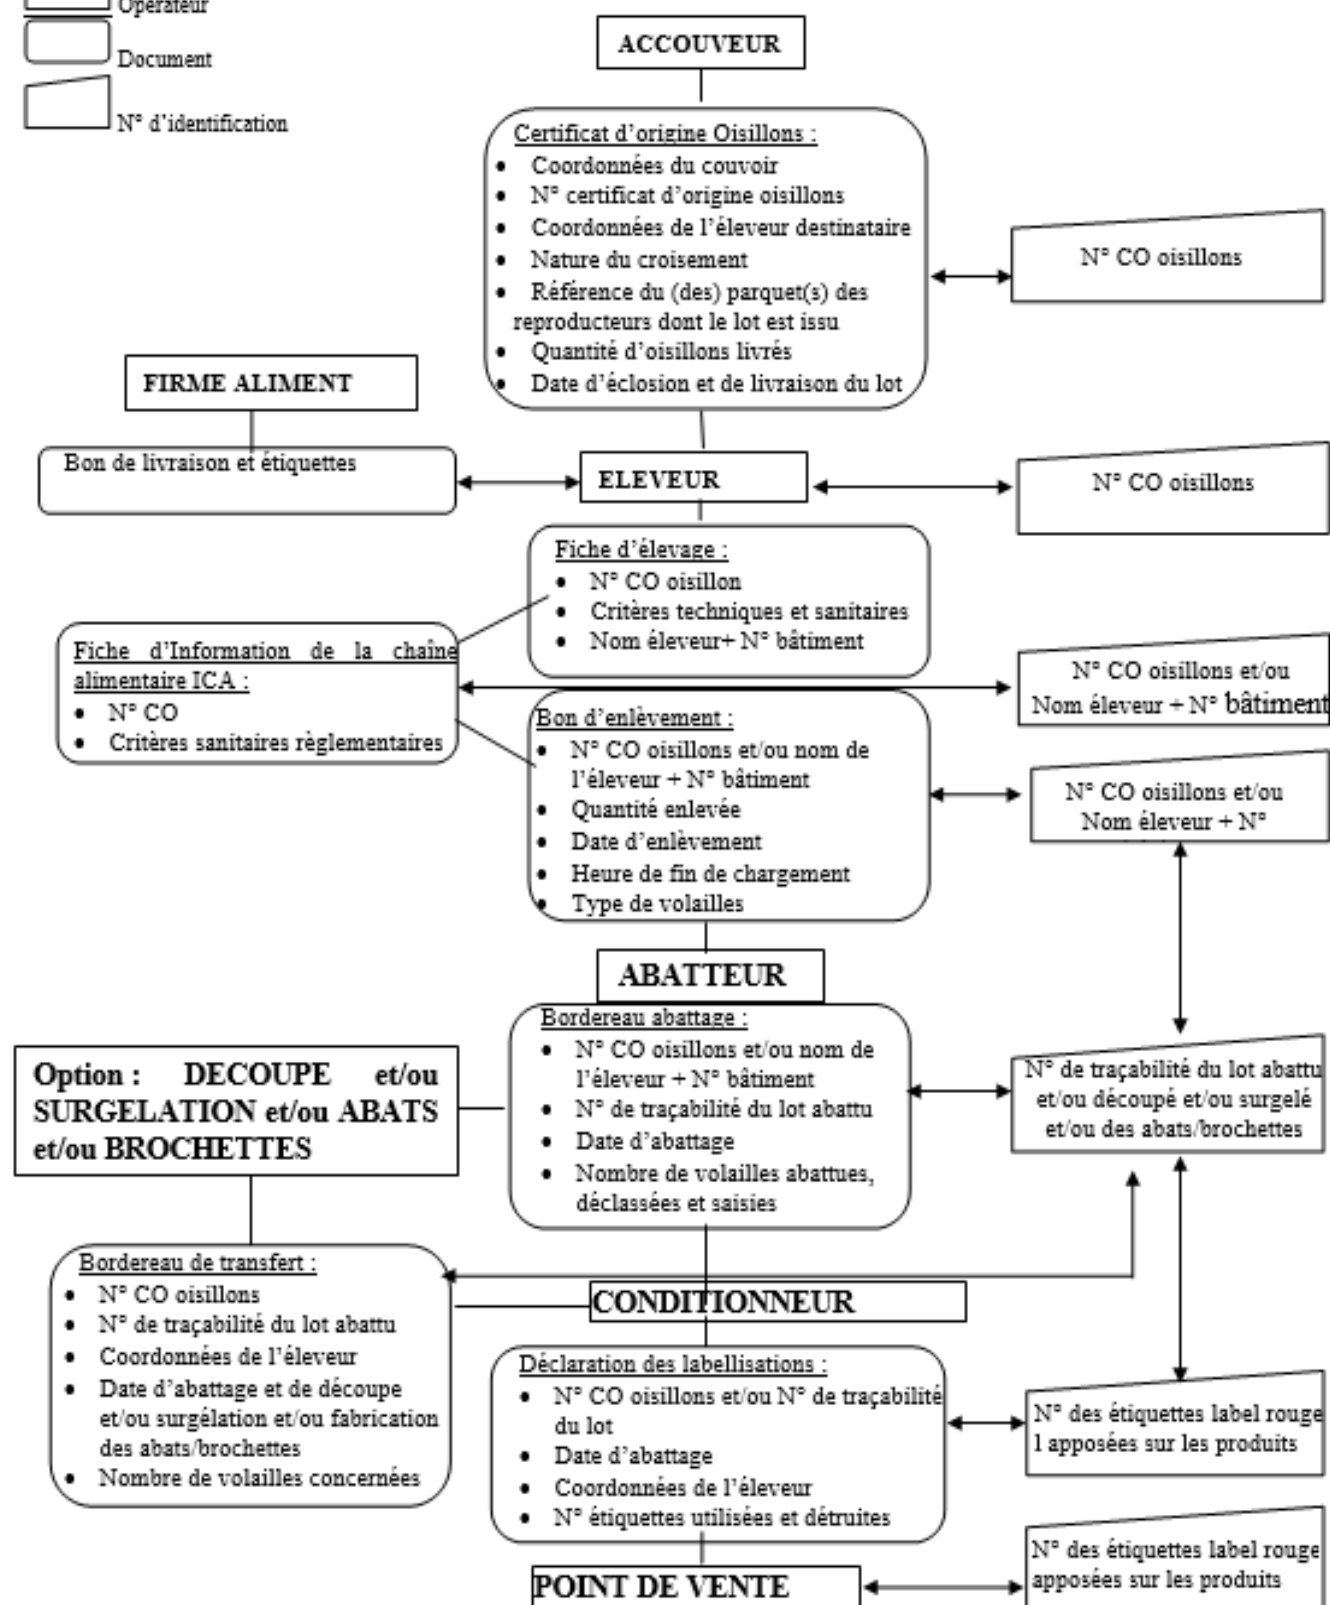 Opérateur
Document
N° d'identification
ACCOUVEUR
Certificat d'origine Oisillons :
• Coordonnées du couvoir
• N° certificat d'origine oisillons
• Coordonnées de l'éleveur destinataire
• Nature du croisement
• Référence du (des) parquet(s) des
reproducteurs dont le lot est issu
• Quantité d'oisillons livrés
• Date d'éclosion et de livraison du lot
N° CO oisillons
FIRME ALIMENT
Bon de livraison et étiquettes
ELEVEUR
N° CO oisillons
Fiche d'élevage :
• N° CO oisillon
• Critères techniques et sanitaires
• Nom éleveur+ N° bâtiment
Fiche d'Information de la chaîne
alimentaire ICA :
• N° CO
• Critères sanitaires règlementaires
N° CO oisillons et/ou
Nom éleveur + N° bâtiment
Bon d'enlèvement :
• N° CO oisillons et/ou nom de
l'éleveur + N° bâtiment
• Quantité enlevée
• Date d'enlèvement
• Heure de fin de chargement
• Type de volailles
N° CO oisillons et/ou
Nom éleveur + N°
ABATTEUR
Bordereau abattage :
• N° CO oisillons et/ou nom de
l'éleveur + N° bâtiment
• N° de traçabilité du lot abattu
• Date d'abattage
• Nombre de volailles abattues,
déclassées et saisies
Option : DECOUPE et/ou
SURGELATION et/ou ABATS
et/ou BROCHETTES
N° de traçabilité du lot abattu
et/ou découpé et/ou surgelé
et/ou des abats/brochettes
Bordereau de transfert :
• N° CO oisillons
• N° de traçabilité du lot abattu
• Coordonnées de l'éleveur
• Date d'abattage et de découpe
et/ou surgélation et/ou fabrication
des abats/brochettes
• Nombre de volailles concernées
CONDITIONNEUR
Déclaration des labellisations :
• N° CO oisillons et/ou N° de traçabilité
du lot
• Date d'abattage
• Coordonnées de l'éleveur
• N° étiquettes utilisées et détruites
N° des étiquettes label rouge
l apposées sur les produits
POINT DE VENTE
N° des étiquettes label rouge
apposées sur les produits